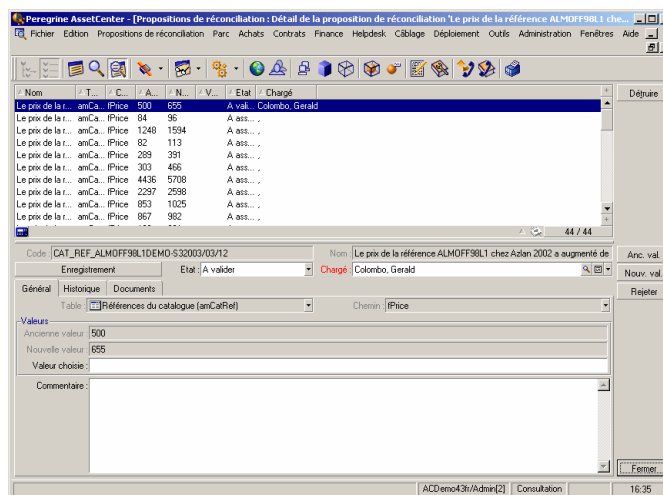 Peregrine AssetCenter - [Propositions de réconciliation : Détail de la proposition de réconciliation 'Le prix de la référence ALMOFF98L1 che...
Fichier Edition Propositions de réconciliation Parc Achats Contrats Finance Helpdesk Câblage Déploiement Outils Administration Fenêtres Aide
Nom T... C... A... N... V... Etat Chargé
Le prix de la r... amCa... fPrice 500 655 A vali... Colombo, Gerald
Le prix de la r... amCa... fPrice 84 96 A ass... ,
Le prix de la r... amCa... fPrice 1248 1594 A ass... ,
Le prix de la r... amCa... fPrice 82 113 A ass... ,
Le prix de la r... amCa... fPrice 289 391 A ass... ,
Le prix de la r... amCa... fPrice 303 466 A ass... ,
Le prix de la r... amCa... fPrice 4436 5708 A ass... ,
Le prix de la r... amCa... fPrice 2297 2598 A ass... ,
Le prix de la r... amCa... fPrice 853 1025 A ass... ,
Le prix de la r... amCa... fPrice 867 982 A ass... ,
44 / 44
Détruire
Code : CAT_REF_ALMOFF98L1DEMO-S32003/03/12 Nom : Le prix de la référence ALMOFF98L1 chez Azlan 2002 a augmenté de
Anc. val.
Enregistrement Etat : A valider Chargé : Colombo, Gerald
Nouv. val.
Général Historique Documents
Rejeter
Table : Références du catalogue (amCatRef) Chemin : fPrice
Valeurs
Ancienne valeur : 500
Nouvelle valeur : 655
Valeur choisie :
Commentaire :
Fermer
ACDemo43fr/Admin[2] Consultation 16:35